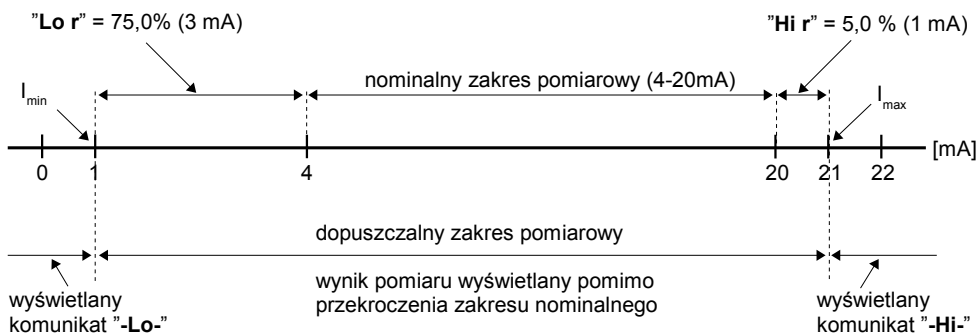 "Lo r" = 75,0% (3 mA)
"Hi r" = 5,0 % (1 mA)
nominalny zakres pomiarowy (4-20mA)
I min
I max
[mA]
0 1 4 20 21 22
dopuszczalny zakres pomiarowy
wynik pomiaru wyświetlany pomimo
przekroczenia zakresu nominalnego
wyświetlany
komunikat "-Lo-"
wyświetlany
komunikat "-Hi-"